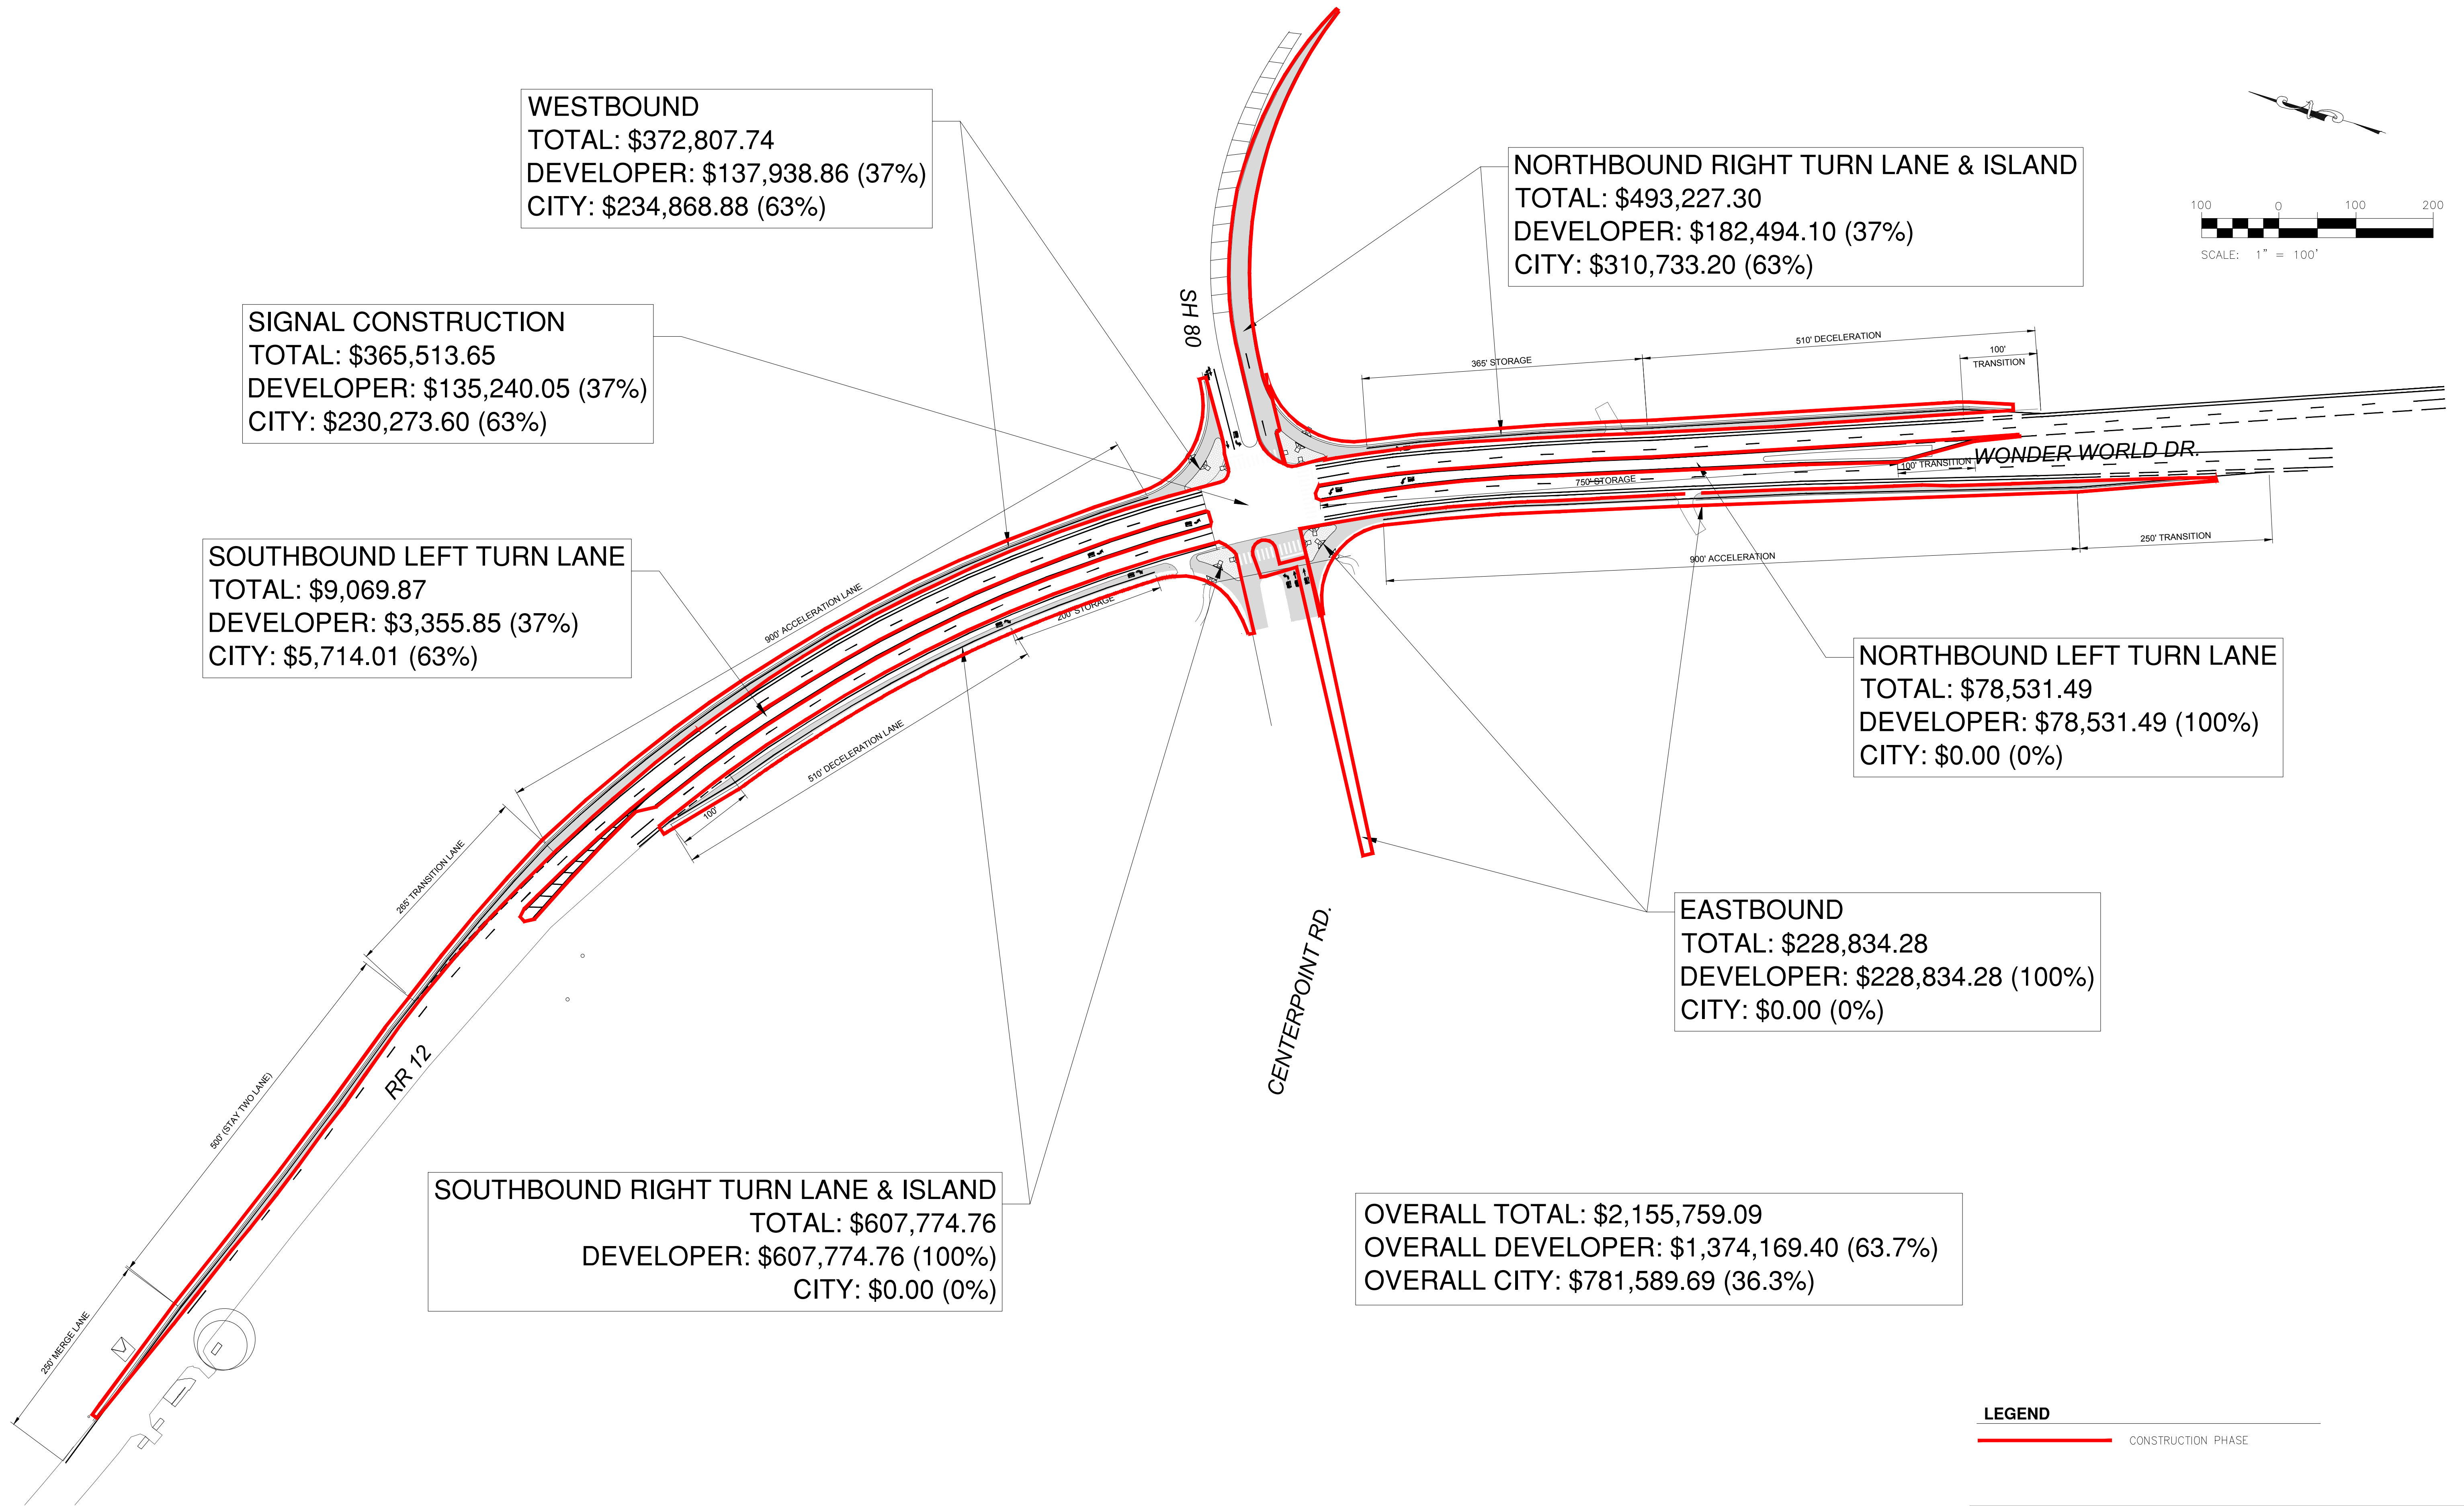 WESTBOUND
TOTAL: $372,807.74
DEVELOPER: $137,938.86 (37%)
CITY: $234,868.88 (63%)
NORTHBOUND RIGHT TURN LANE & ISLAND
TOTAL: $493,227.30
DEVELOPER: $182,494.10 (37%)
CITY: $310,733.20 (63%)
100 0 100 200
SCALE: 1" = 100'
SIGNAL CONSTRUCTION
TOTAL: $365,513.65
DEVELOPER: $135,240.05 (37%)
CITY: $230,273.60 (63%)
SH 80
365' STORAGE
510' DECELERATION
100'
TRANSITION
WONDER WORLD DR.
100' TRANSITION
750' STORAGE
900' ACCELERATION
250' TRANSITION
SOUTHBOUND LEFT TURN LANE
TOTAL: $9,069.87
DEVELOPER: $3,355.85 (37%)
CITY: $5,714.01 (63%)
900' ACCELERATION LANE
200' STORAGE
510' DECELERATION LANE
100'
NORTHBOUND LEFT TURN LANE
TOTAL: $78,531.49
DEVELOPER: $78,531.49 (100%)
CITY: $0.00 (0%)
265' TRANSITION LANE
EASTBOUND
TOTAL: $228,834.28
DEVELOPER: $228,834.28 (100%)
CITY: $0.00 (0%)
CENTERPOINT RD.
RR 12
500' (STAY TWO LANE)
250' MERGE LANE
SOUTHBOUND RIGHT TURN LANE & ISLAND
TOTAL: $607,774.76
DEVELOPER: $607,774.76 (100%)
CITY: $0.00 (0%)
OVERALL TOTAL: $2,155,759.09
OVERALL DEVELOPER: $1,374,169.40 (63.7%)
OVERALL CITY: $781,589.69 (36.3%)
LEGEND
CONSTRUCTION PHASE